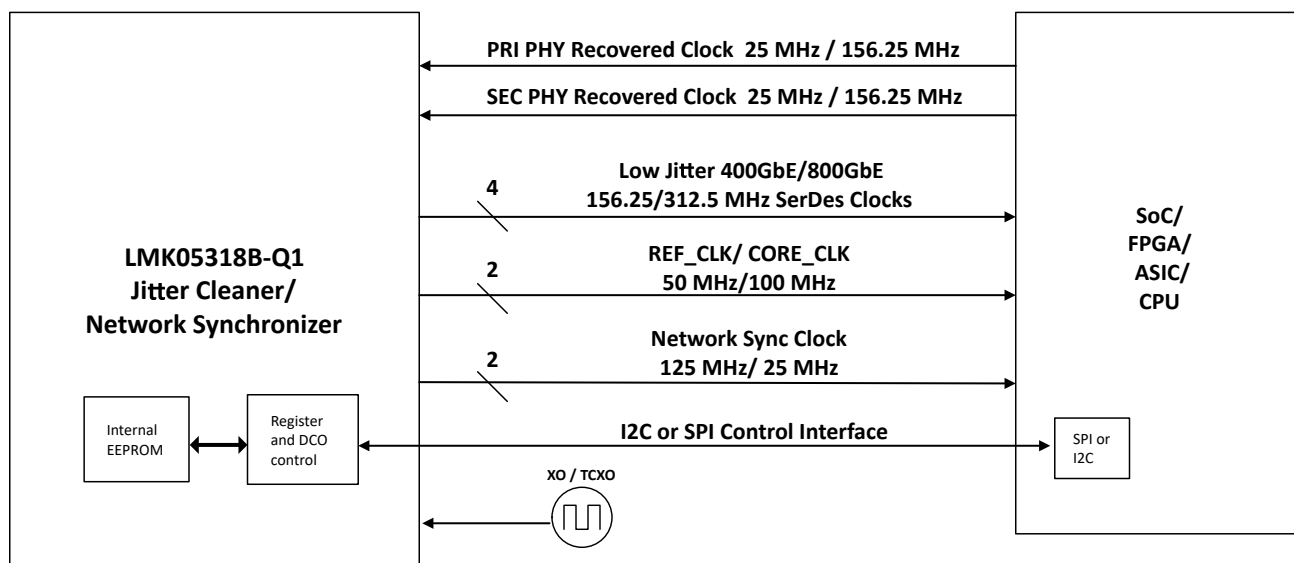 PRI PHY Recovered Clock 25 MHz / 156.25 MHz
SEC PHY Recovered Clock 25 MHz / 156.25 MHz
4
Low Jitter 400GbE/800GbE
156.25/312.5 MHz SerDes Clocks
LMK05318B-Q1
Jitter Cleaner/
Network Synchronizer
2
REF_CLK/ CORE_CLK
50 MHz/100 MHz
SoC/
FPGA/
ASIC/
CPU
2
Network Sync Clock
125 MHz/ 25 MHz
Internal
EEPROM
Register
and DCO
control
I2C or SPI Control Interface
SPI or
I2C
XO / TCXO